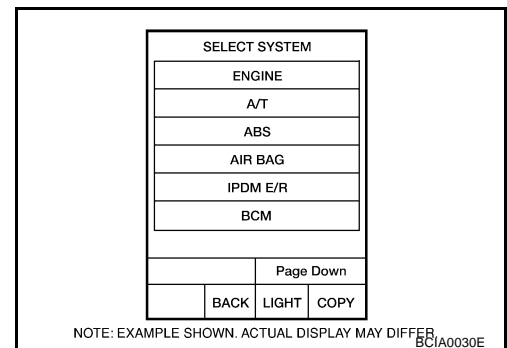 SELECT SYSTEM
ENGINE
A/T
ABS
AIR BAG
IPDM E/R
BCM
Page Down
BACK LIGHT COPY
NOTE: EXAMPLE SHOWN. ACTUAL DISPLAY MAY DIFFER.
BCIA0030E